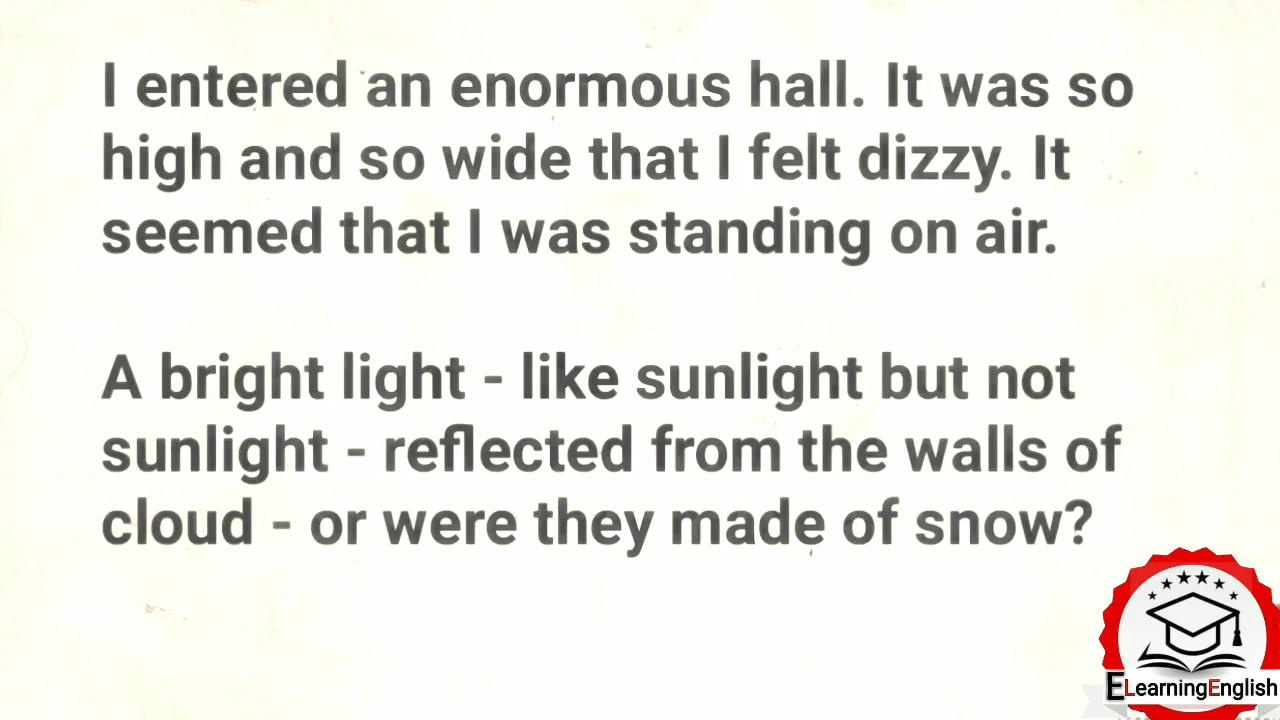 I entered an enormous hall. It was so
high and so wide that I felt dizzy. It
seemed that I was standing on air.
A bright light - like sunlight but not
sunlight - reflected from the walls of
cloud - or were they made of snow?
ELearningEnglish